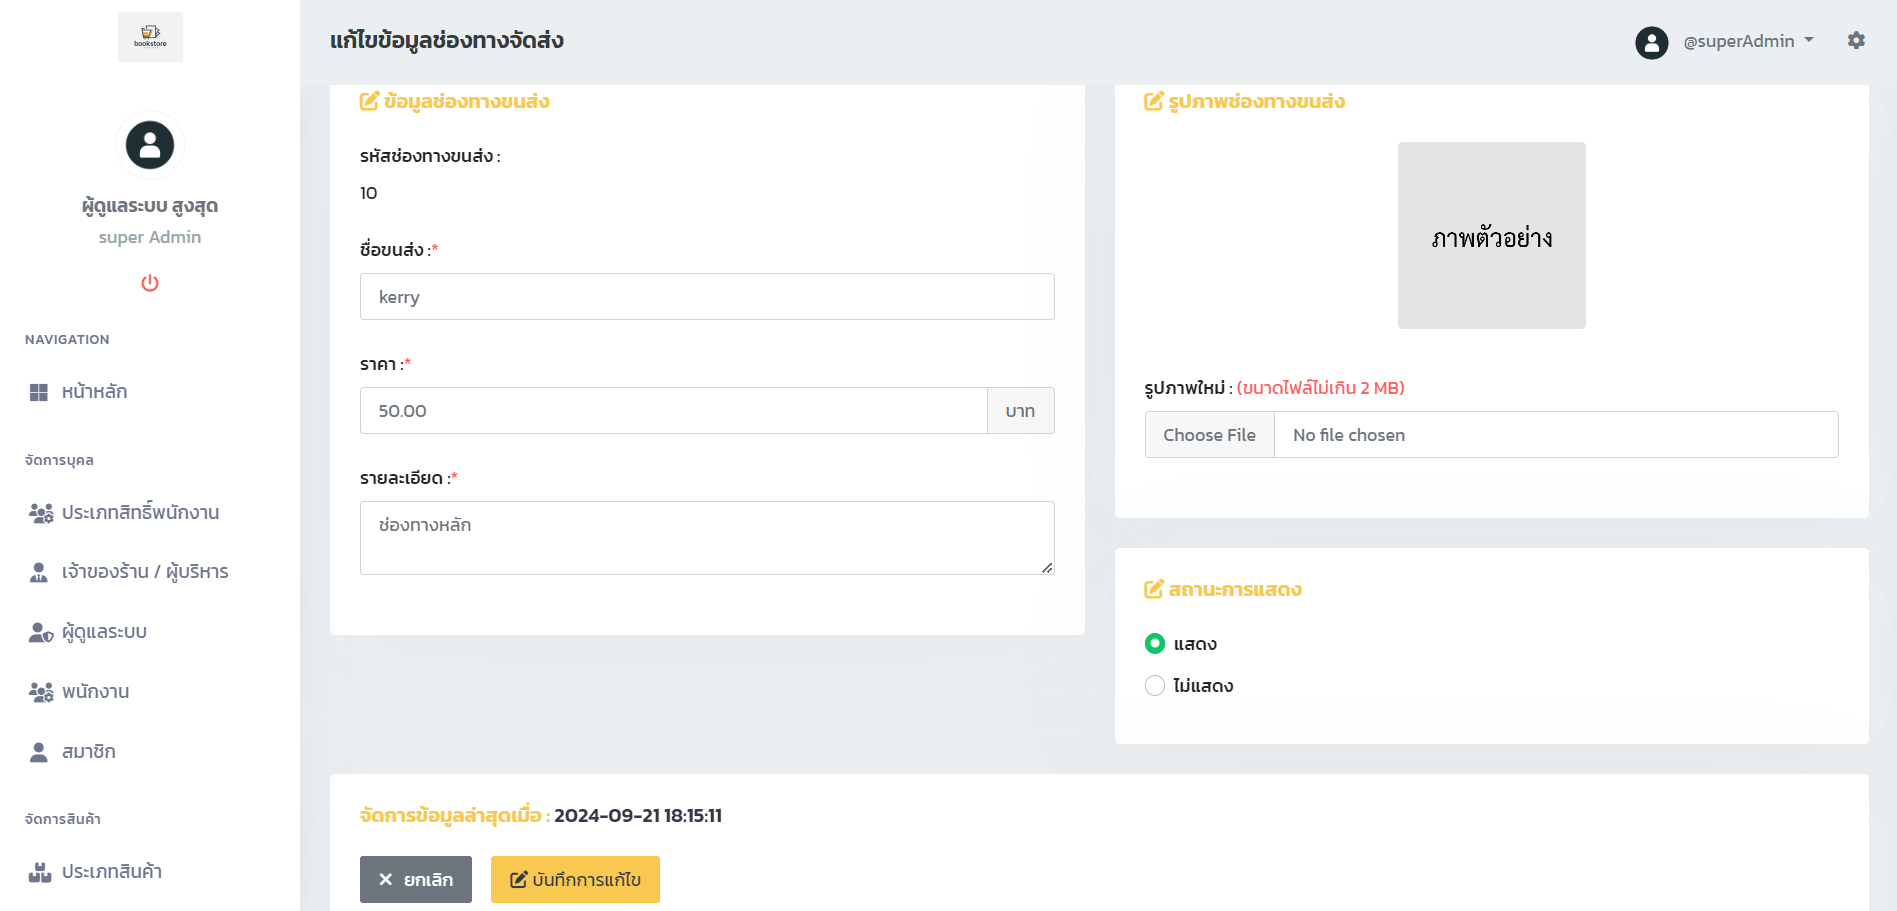 bookstore
ผู้ดูแลระบบ สูงสุด
super Admin
NAVIGATION
หน้าหลัก
จัดการบุคล
ประเภทสิทธิ์พนักงาน
เจ้าของร้าน / ผู้บริหาร
ผู้ดูแลระบบ
พนักงาน
สมาชิก
จัดการสินค้า
ประเภทสินค้า
แก้ไขข้อมูลช่องทางจัดส่ง
@superAdmin
ข้อมูลช่องทางขนส่ง
รหัสช่องทางขนส่ง :
10
ชื่อขนส่ง :*
kerry
ราคา :*
50.00 บาท
รายละเอียด :*
ช่องทางหลัก
รูปภาพช่องทางขนส่ง
ภาพตัวอย่าง
รูปภาพใหม่ : (ขนาดไฟล์ไม่เกิน 2 MB)
Choose File No file chosen
สถานะการแสดง
แสดง
ไม่แสดง
จัดการข้อมูลล่าสุดเมื่อ : 2024-09-21 18:15:11
ยกเลิก บันทึกการแก้ไข